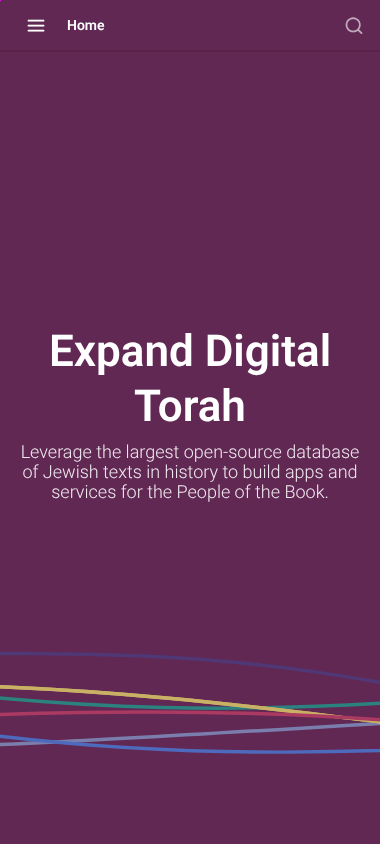 Home
Expand Digital
Torah
Leverage the largest open-source database
of Jewish texts in history to build apps and
services for the People of the Book.